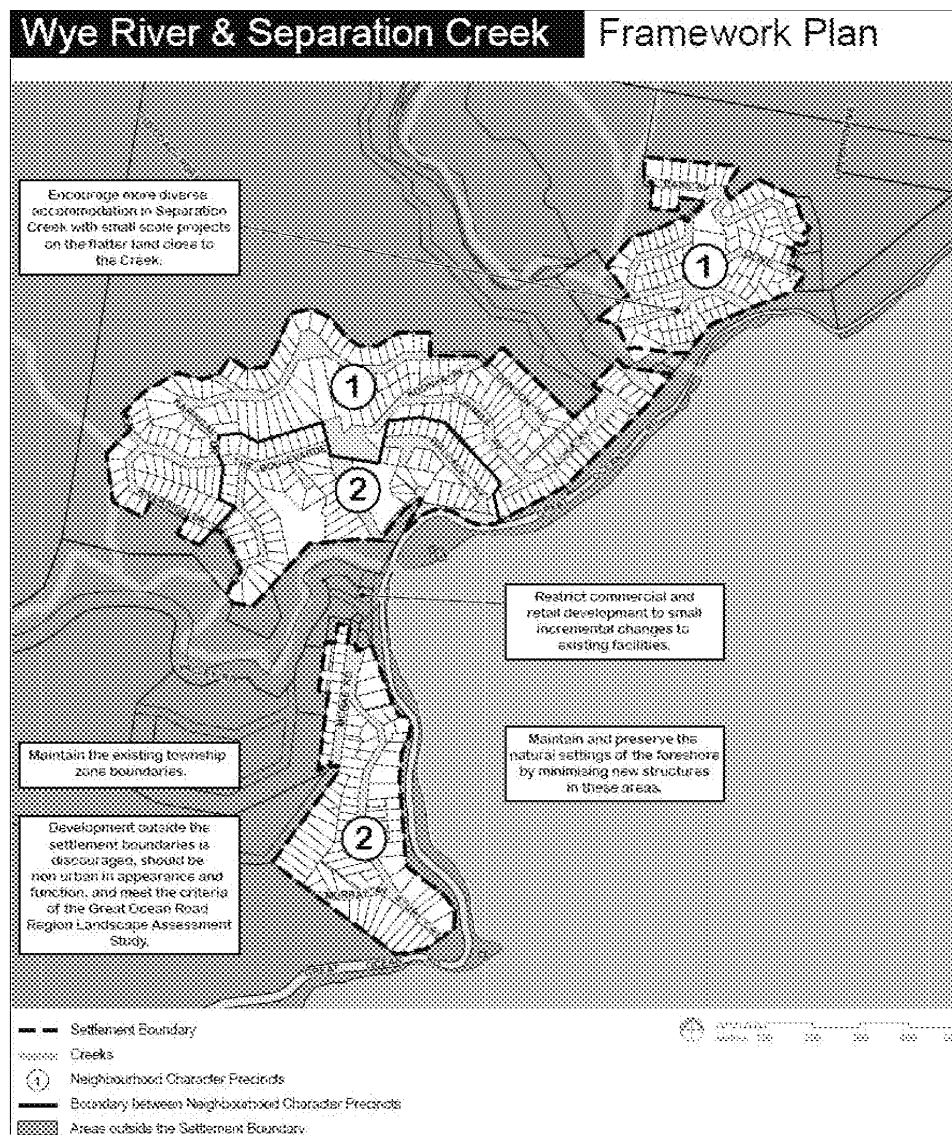 Wye River & Separation Creek Framework Plan
Encourage more diverse
accommodation in Separation
Creek with small scale projects
on the flatter land close to
the Creek.
1
1
2
Restrict commercial and
retail development to small
incremental changes to
existing facilities.
Maintain the existing township
zone boundaries.
Maintain and preserve the
natural settings of the foreshore
by minimising new structures
in these areas.
Development outside the
settlement boundaries is
discouraged, should be
non urban in appearance and
function, and meet the criteria
of the Great Ocean Road
Region Landscape Assessment
Study.
2
Settlement Boundary
Creeks
1 Neighbourhood Character Precincts
Boundary between Neighbourhood Character Precincts
Areas outside the Settlement Boundary